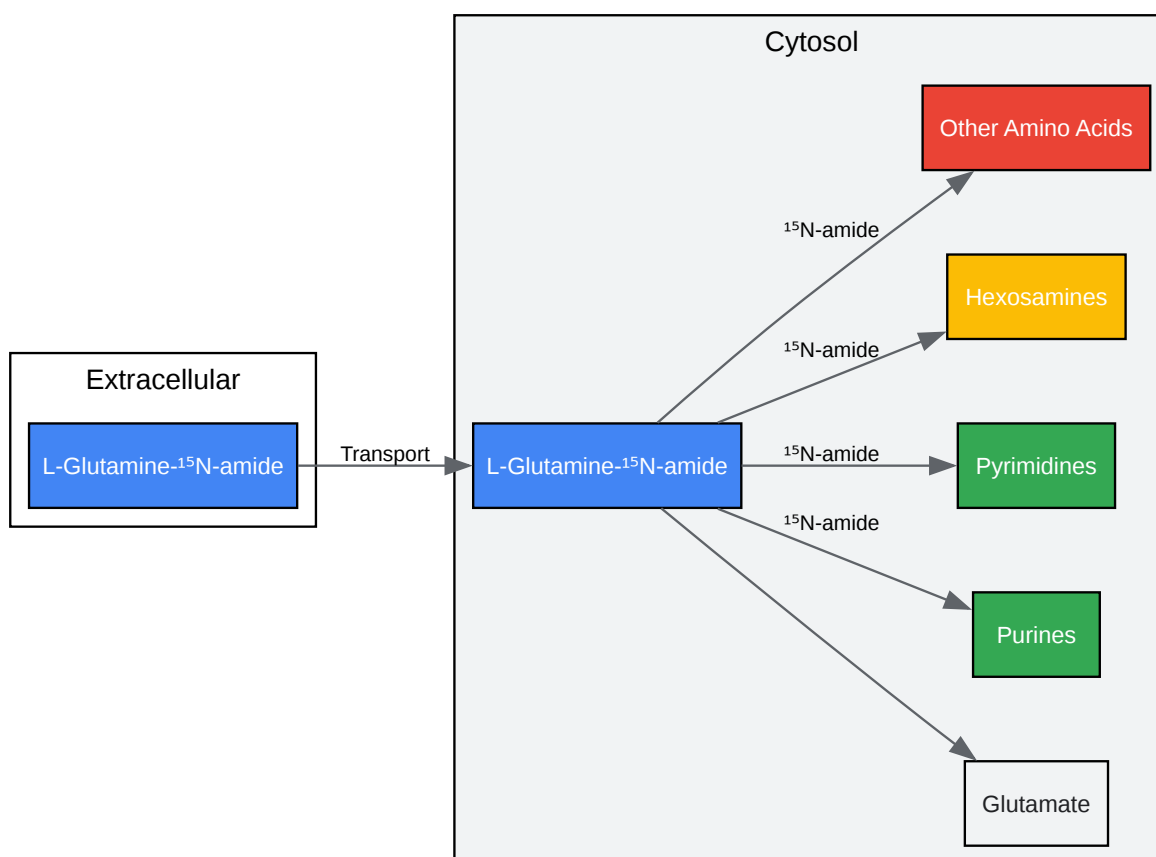 Cytosol
Other Amino Acids
¹⁵N-amide
Hexosamines
¹⁵N-amide
Extracellular
L-Glutamine-¹⁵N-amide
Transport
L-Glutamine-¹⁵N-amide
¹⁵N-amide
Pyrimidines
¹⁵N-amide
Purines
Glutamate